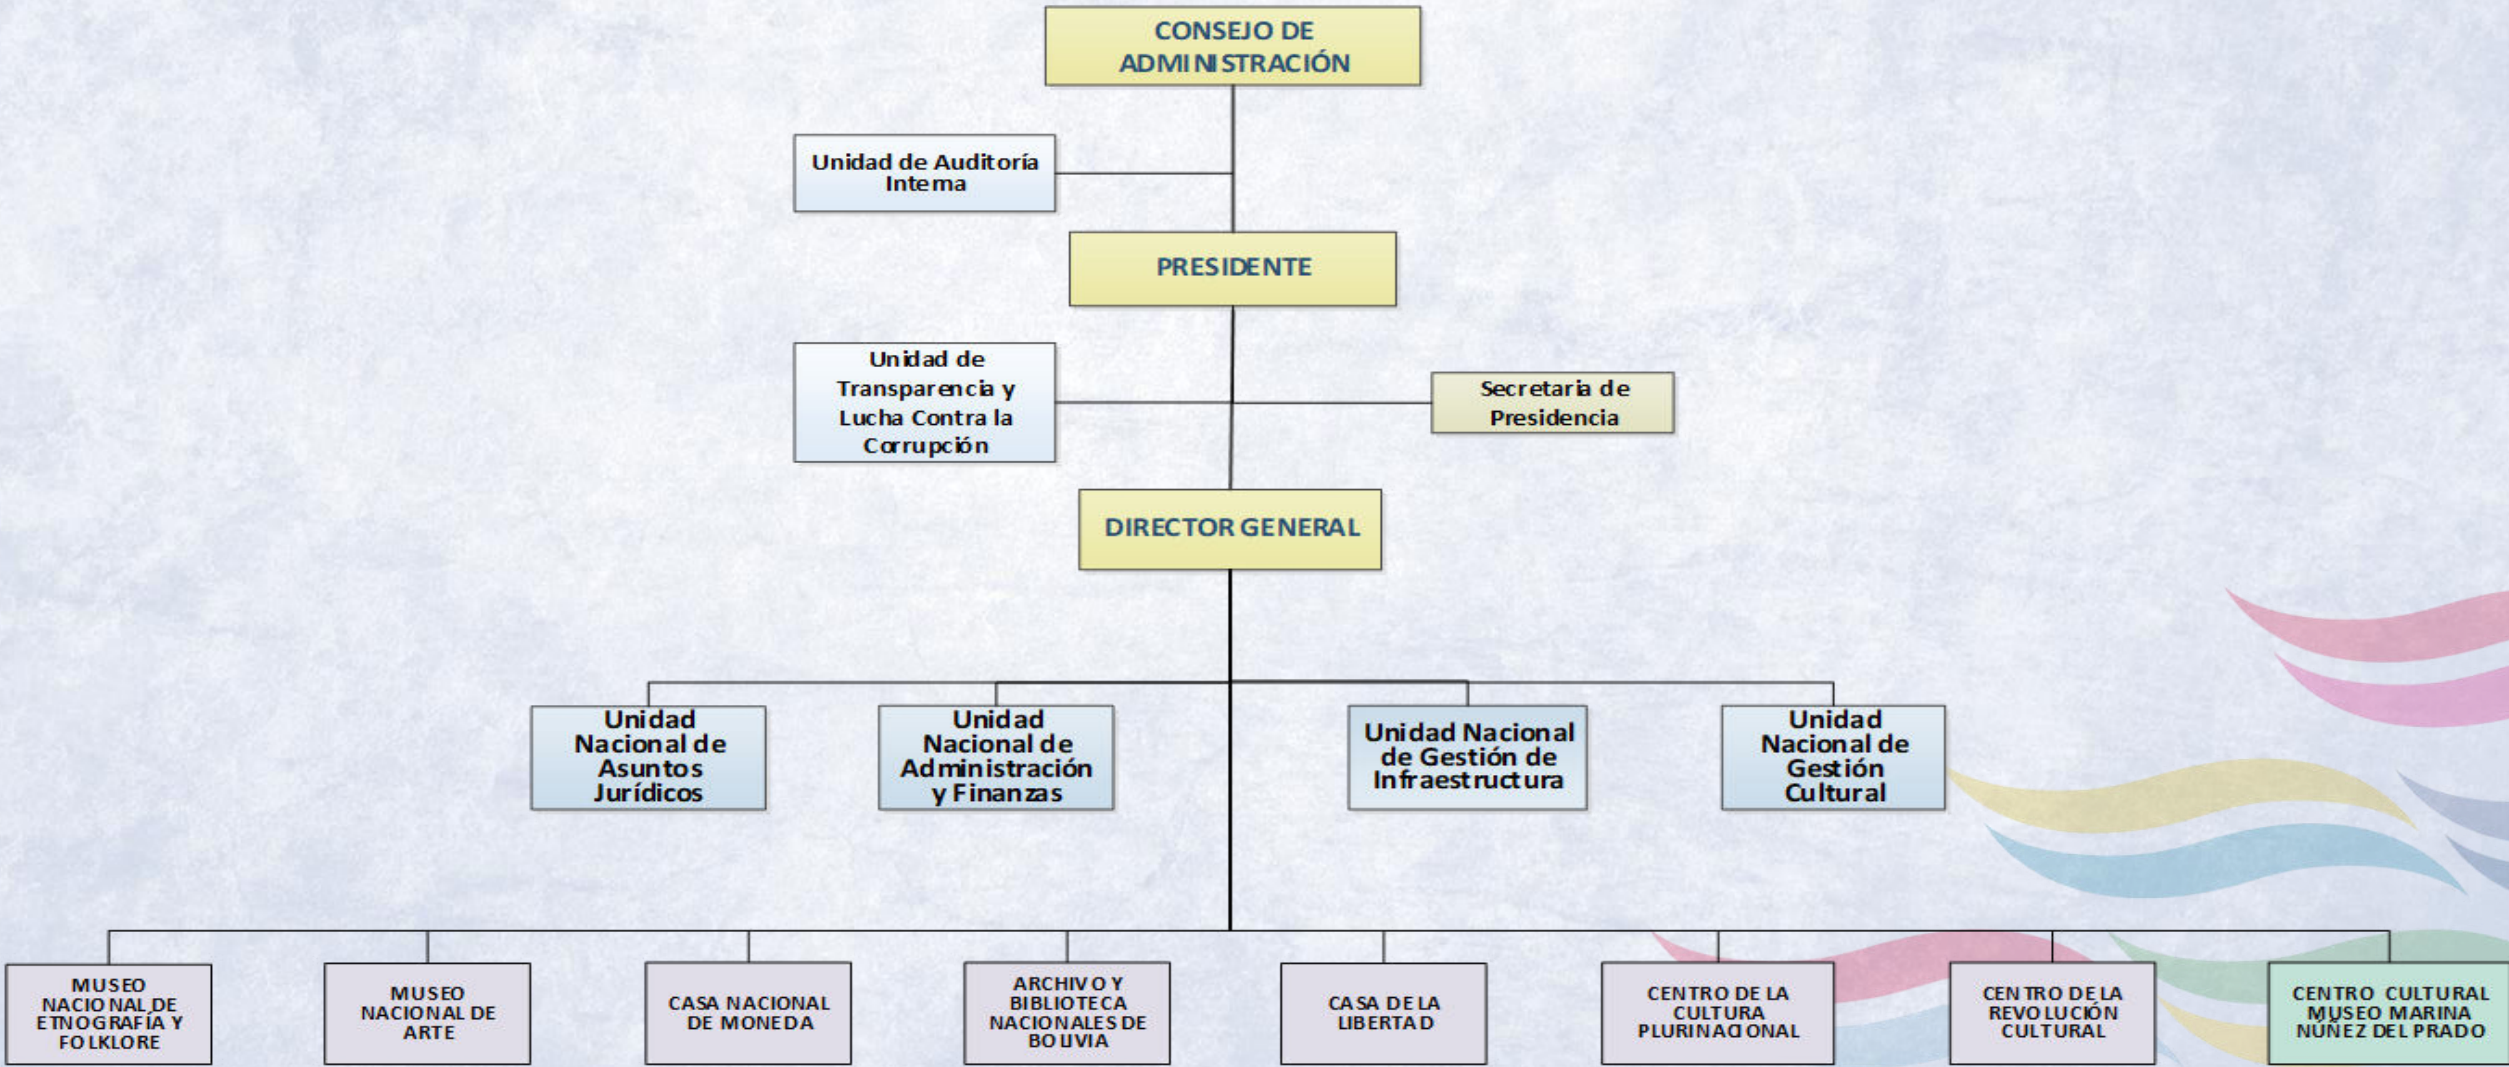 CONSEJO DE
ADMINISTRACIÓN
Unidad de Auditoría
Interna
PRESIDENTE
Unidad de
Transparencia y
Lucha Contra la
Corrupción
Secretaria de
Presidencia
DIRECTOR GENERAL
Unidad
Nacional de
Asuntos
Jurídicos
Unidad
Nacional de
Administración
y Finanzas
Unidad Nacional
de Gestión de
Infraestructura
Unidad
Nacional de
Gestión
Cultural
MUSEO
NACIONAL DE
ETNOGRAFÍA Y
FOLKLORE
MUSEO
NACIONAL DE
ARTE
CASA NACIONAL
DE MONEDA
ARCHIVO Y
BIBLIOTECA
NACIONALES DE
BOLIVIA
CASA DE LA
LIBERTAD
CENTRO DE LA
CULTURA
PLURINACIONAL
CENTRO DE LA
REVOLUCIÓN
CULTURAL
CENTRO CULTURAL
MUSEO MARINA
NÚÑEZ DEL PRADO